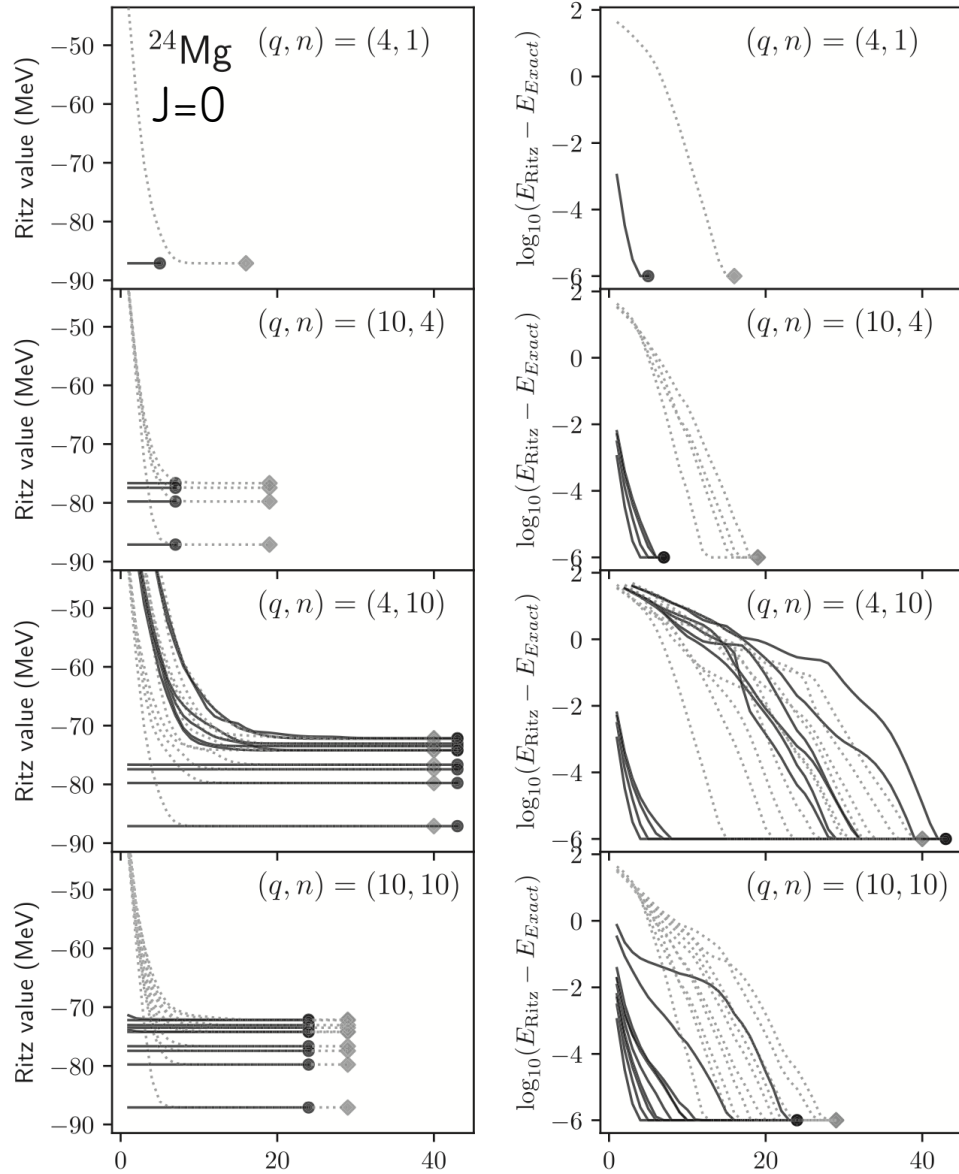 Ritz value (MeV)
−50
−60
−70
−80
−90
²⁴Mg
J=0
(q, n) = (4, 1)
log₁₀(E_Ritz − E_Exact)
2
0
−2
−4
−6
(q, n) = (4, 1)
Ritz value (MeV)
−50
−60
−70
−80
−90
(q, n) = (10, 4)
log₁₀(E_Ritz − E_Exact)
2
0
−2
−4
−6
(q, n) = (10, 4)
Ritz value (MeV)
−50
−60
−70
−80
−90
(q, n) = (4, 10)
log₁₀(E_Ritz − E_Exact)
2
0
−2
−4
−6
(q, n) = (4, 10)
Ritz value (MeV)
−50
−60
−70
−80
−90
(q, n) = (10, 10)
0 20 40
log₁₀(E_Ritz − E_Exact)
2
0
−2
−4
−6
(q, n) = (10, 10)
0 20 40